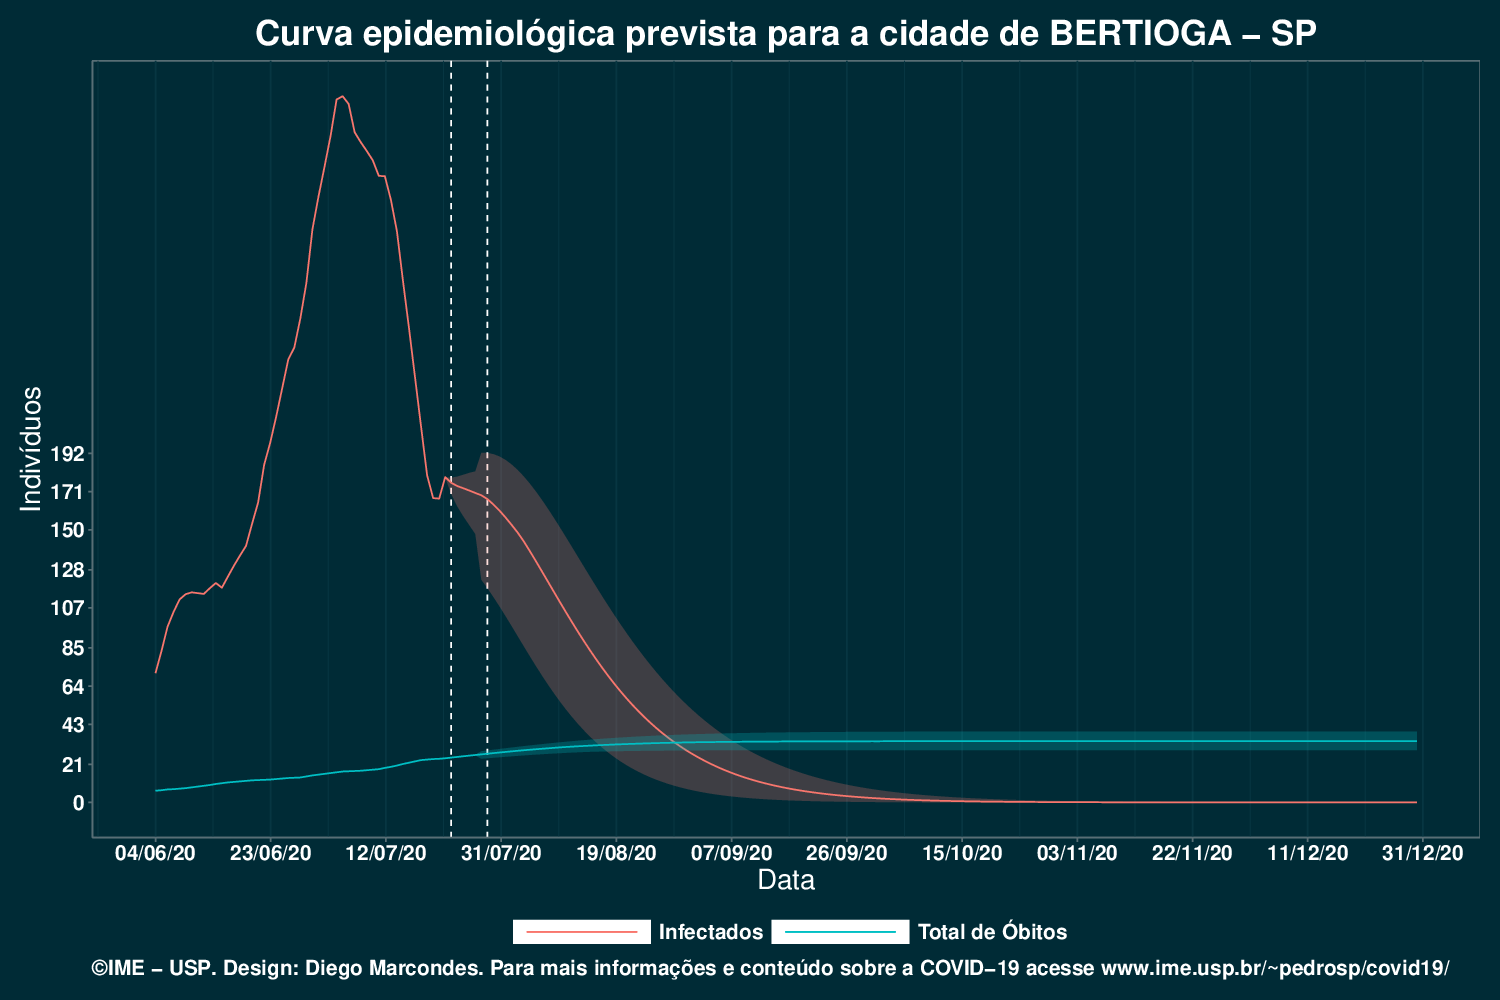 Curva epidemiológica prevista para a cidade de BERTIOGA – SP
Indivíduos
192
171
150
128
107
85
64
43
21
0
04/06/20 23/06/20 12/07/20 31/07/20 19/08/20 07/09/20 26/09/20 15/10/20 03/11/20 22/11/20 11/12/20 31/12/20
Data
Infectados Total de Óbitos
©IME – USP. Design: Diego Marcondes. Para mais informações e conteúdo sobre a COVID–19 acesse www.ime.usp.br/~pedrosp/covid19/